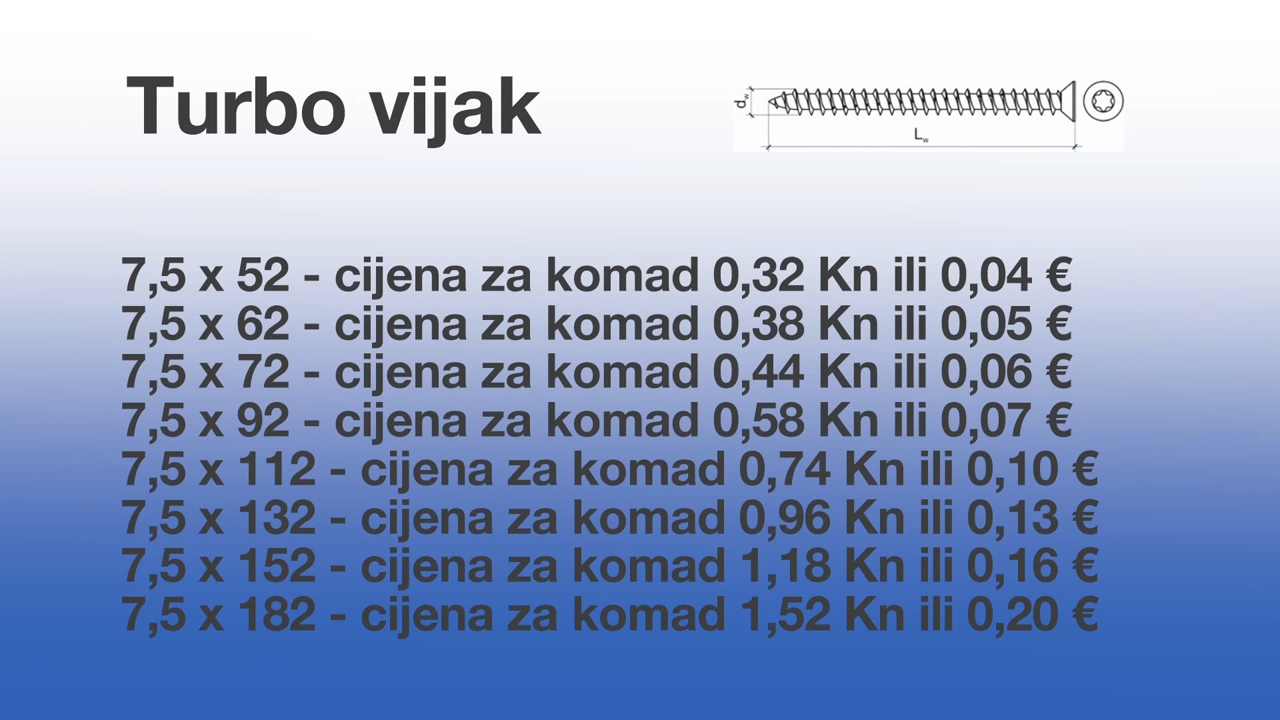 Turbo vijak
dw
Lw
7,5 x 52 - cijena za komad 0,32 Kn ili 0,04 €
7,5 x 62 - cijena za komad 0,38 Kn ili 0,05 €
7,5 x 72 - cijena za komad 0,44 Kn ili 0,06 €
7,5 x 92 - cijena za komad 0,58 Kn ili 0,07 €
7,5 x 112 - cijena za komad 0,74 Kn ili 0,10 €
7,5 x 132 - cijena za komad 0,96 Kn ili 0,13 €
7,5 x 152 - cijena za komad 1,18 Kn ili 0,16 €
7,5 x 182 - cijena za komad 1,52 Kn ili 0,20 €